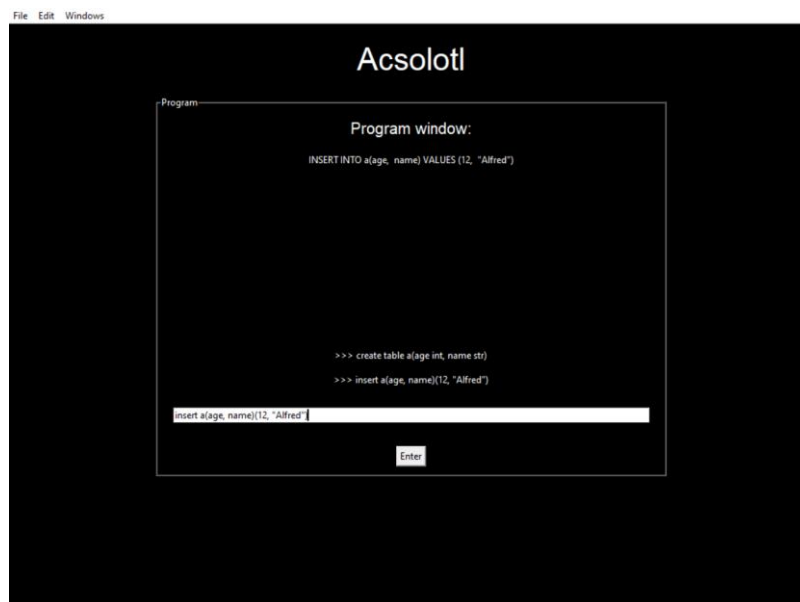 File Edit Windows
Acsolotl
Program
Program window:
INSERT INTO a(age, name) VALUES (12, "Alfred")
>>> create table a(age int, name str)
>>> insert a(age, name)(12, "Alfred")
insert a(age, name)(12, "Alfred")
Enter